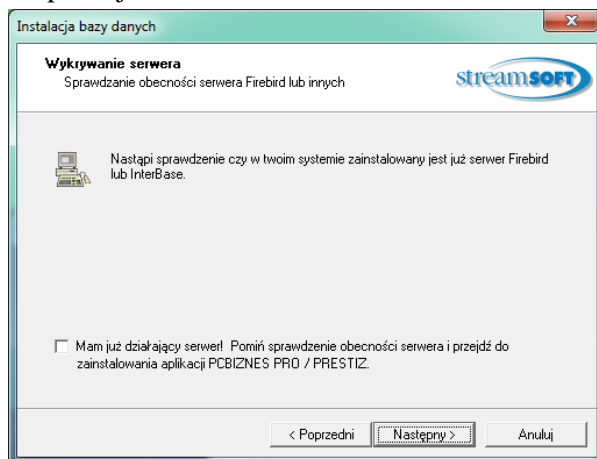 Instalacja bazy danych
Wykrywanie serwera
Sprawdzanie obecności serwera Firebird lub innych
streamsoft
Nastąpi sprawdzenie czy w twoim systemie zainstalowany jest już serwer Firebird
lub InterBase.
Mam już działający serwer! Pomiń sprawdzenie obecności serwera i przejdź do
zainstalowania aplikacji PCBIZNES PRO / PRESTIZ.
< Poprzedni Następny > Anuluj